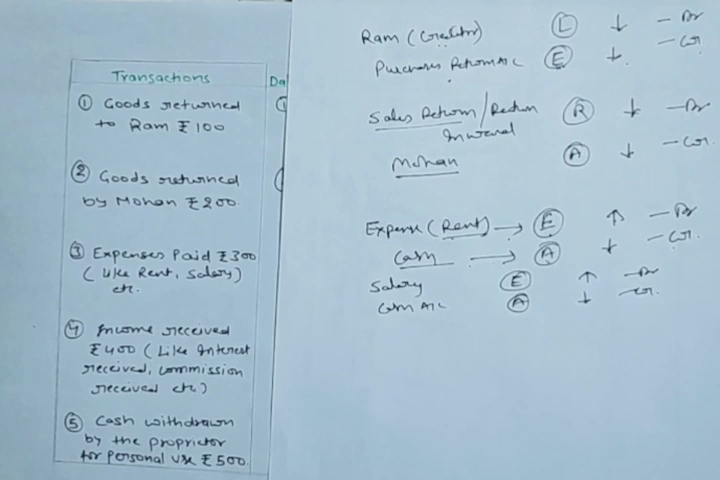 Transactions
Da
① Goods returned
to Ram ₹100
② Goods returned
by Mohan ₹200
③ Expenses Paid ₹300
(Like Rent, Salary)
etc.
④ Income received
₹400 (Like Interest
received, commission
received etc)
⑤ Cash withdrawn
by the proprietor
for personal use ₹500
Ram (Creditor) Ⓛ ↓ - Dr
Purchases Return A/c Ⓔ ↓ - Cr.
Sales Return / Return Ⓡ ↓ - Dr
Inward
Mohan Ⓐ ↓ - Cr.
Expense (Rent) → Ⓔ ↑ - Dr
Cash → Ⓐ ↓ - Cr.
Salary Ⓔ ↑ - Dr
Cash A/c Ⓐ ↓ - Cr.